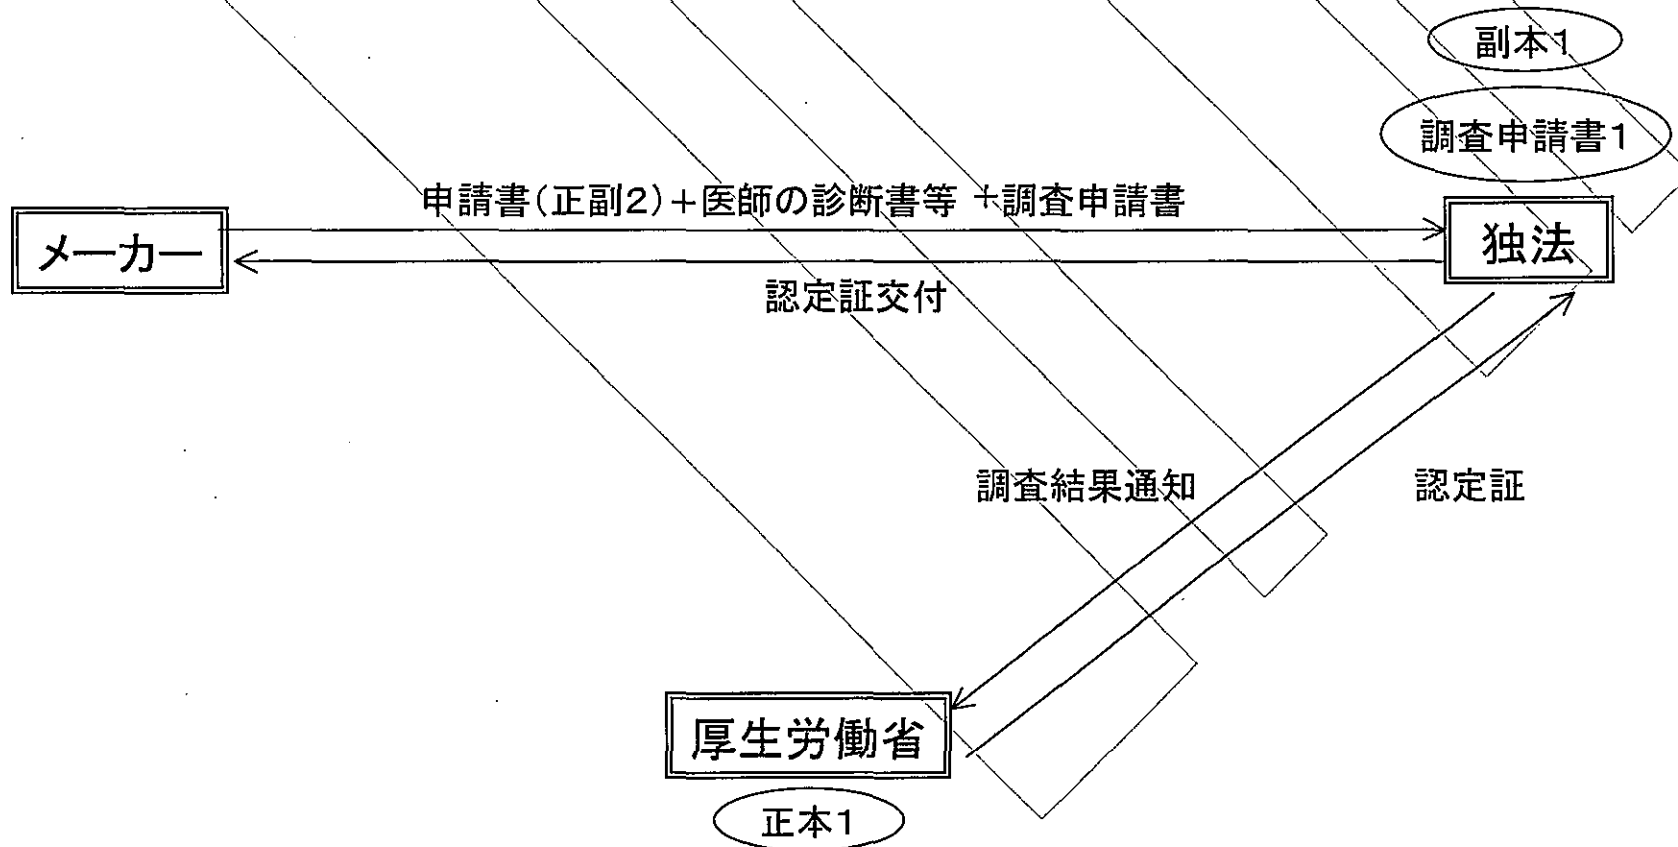 副本1
調査申請書1
申請書(正副2)+医師の診断書等 +調査申請書
メーカー
独法
認定証交付
調査結果通知
認定証
厚生労働省
正本1